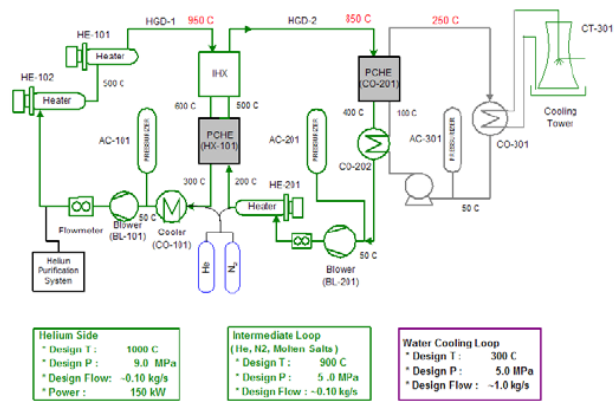 HGD-1 950 C
HGD-2 850 C
250 C
HE-101
Heater
HE-102
Heater
500 C
IHX
600 C 500 C
PCHE
(HX-101)
300 C 200 C
PCHE
(CO-201)
400 C 100 C
CT-301
Cooling
Tower
CO-301
AC-101
PRESSURIZER
AC-201
PRESSURIZER
AC-301
PRESSURIZER
CO-202
HE-201
Heater
Flowmeter
Blower
(BL-101)
50 C
Cooler
(CO-101)
He
N2
Blower
(BL-201)
50 C
50 C
Helium
Purification
System
Helium Side
* Design T : 1000 C
* Design P : 9.0 MPa
* Design Flow: ~0.10 kg/s
* Power : 150 kW
Intermediate Loop
(He, N2, Molten Salts)
* Design T : 900 C
* Design P : 5.0 MPa
* Design Flow : ~0.10 kg/s
Water Cooling Loop
* Design T : 300 C
* Design P : 5.0 MPa
* Design Flow : ~1.0 kg/s